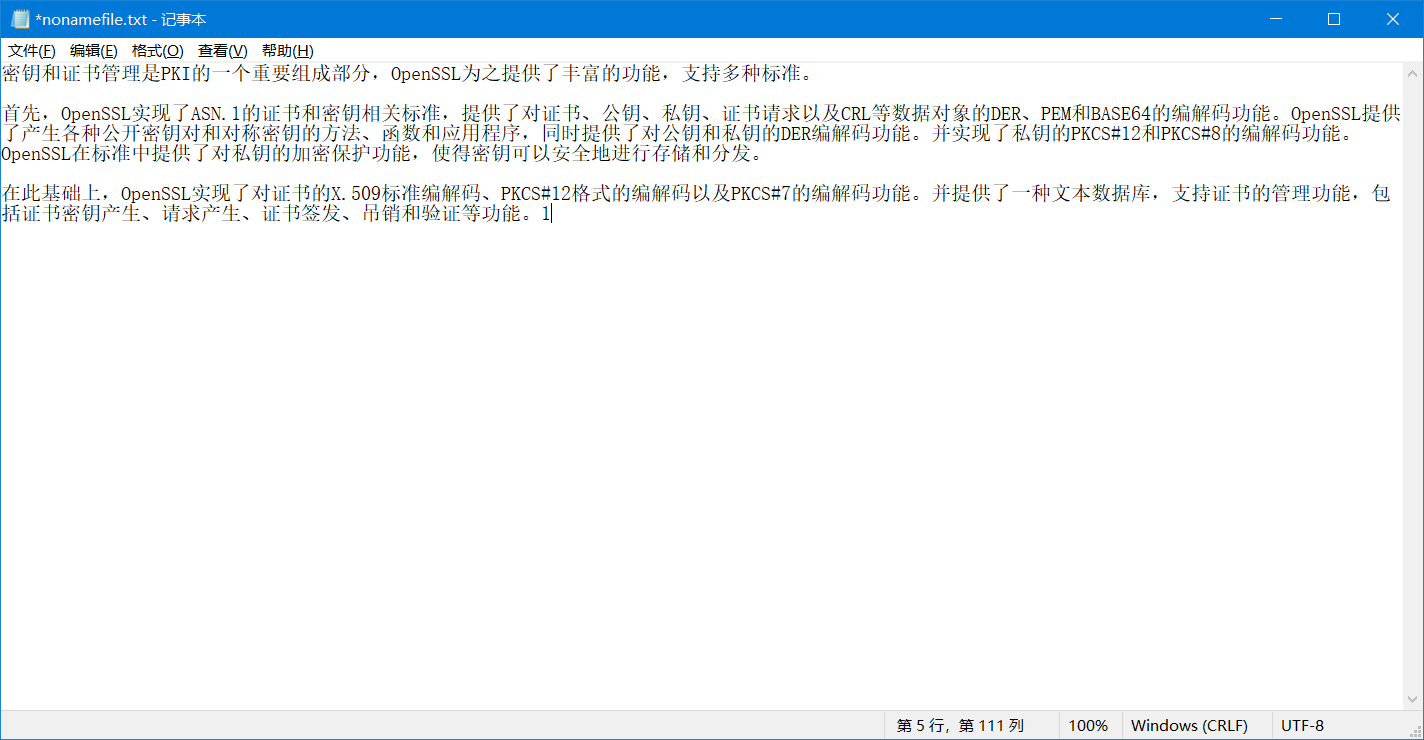 *nonamefile.txt - 记事本
文件(F) 编辑(E) 格式(O) 查看(V) 帮助(H)
密钥和证书管理是PKI的一个重要组成部分，OpenSSL为之提供了丰富的功能，支持多种标准。
首先，OpenSSL实现了ASN.1的证书和密钥相关标准，提供了对证书、公钥、私钥、证书请求以及CRL等数据对象的DER、PEM和BASE64的编解码功能。OpenSSL提供
了产生各种公开密钥对和对称密钥的方法、函数和应用程序，同时提供了对公钥和私钥的DER编解码功能。并实现了私钥的PKCS#12和PKCS#8的编解码功能。
OpenSSL在标准中提供了对私钥的加密保护功能，使得密钥可以安全地进行存储和分发。
在此基础上，OpenSSL实现了对证书的X.509标准编解码、PKCS#12格式的编解码以及PKCS#7的编解码功能。并提供了一种文本数据库，支持证书的管理功能，包
括证书密钥产生、请求产生、证书签发、吊销和验证等功能。1
第 5 行，第 111 列 100% Windows (CRLF) UTF-8